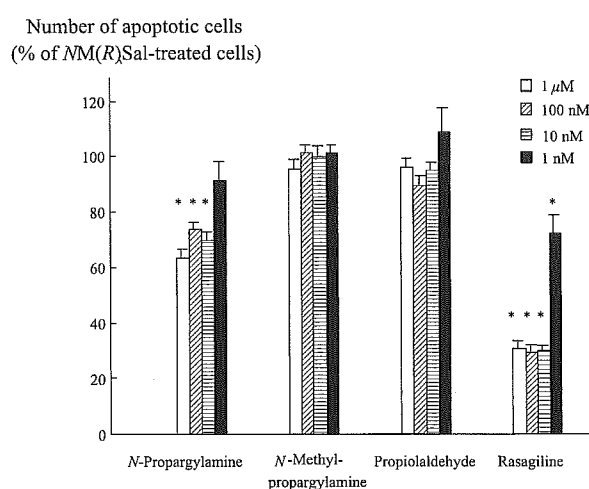 Number of apoptotic cells
(% of NM(R)Sal-treated cells)
1 μM
100 nM
10 nM
1 nM
120
100
80
60
40
20
0
* * *
*
* * *
N-Propargylamine
N-Methyl-
propargylamine
Propiolaldehyde
Rasagiline